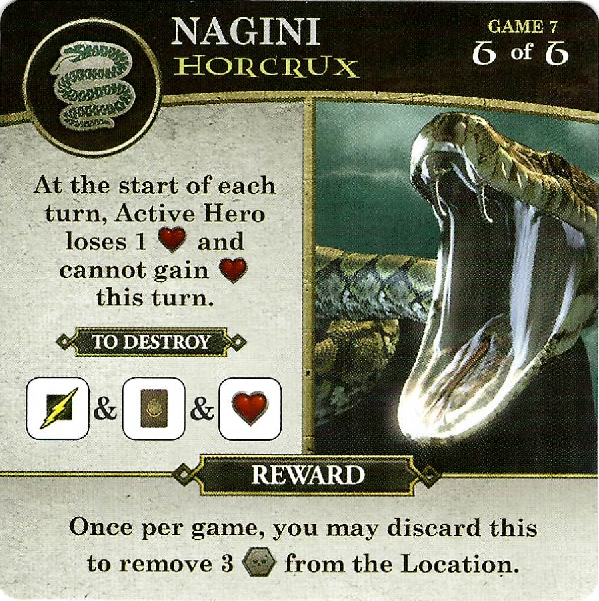 NAGINI
HORCRUX
GAME 7
6 of 6
At the start of each
turn, Active Hero
loses 1 and
cannot gain
this turn.
TO DESTROY
& &
REWARD
Once per game, you may discard this
to remove 3 from the Location.